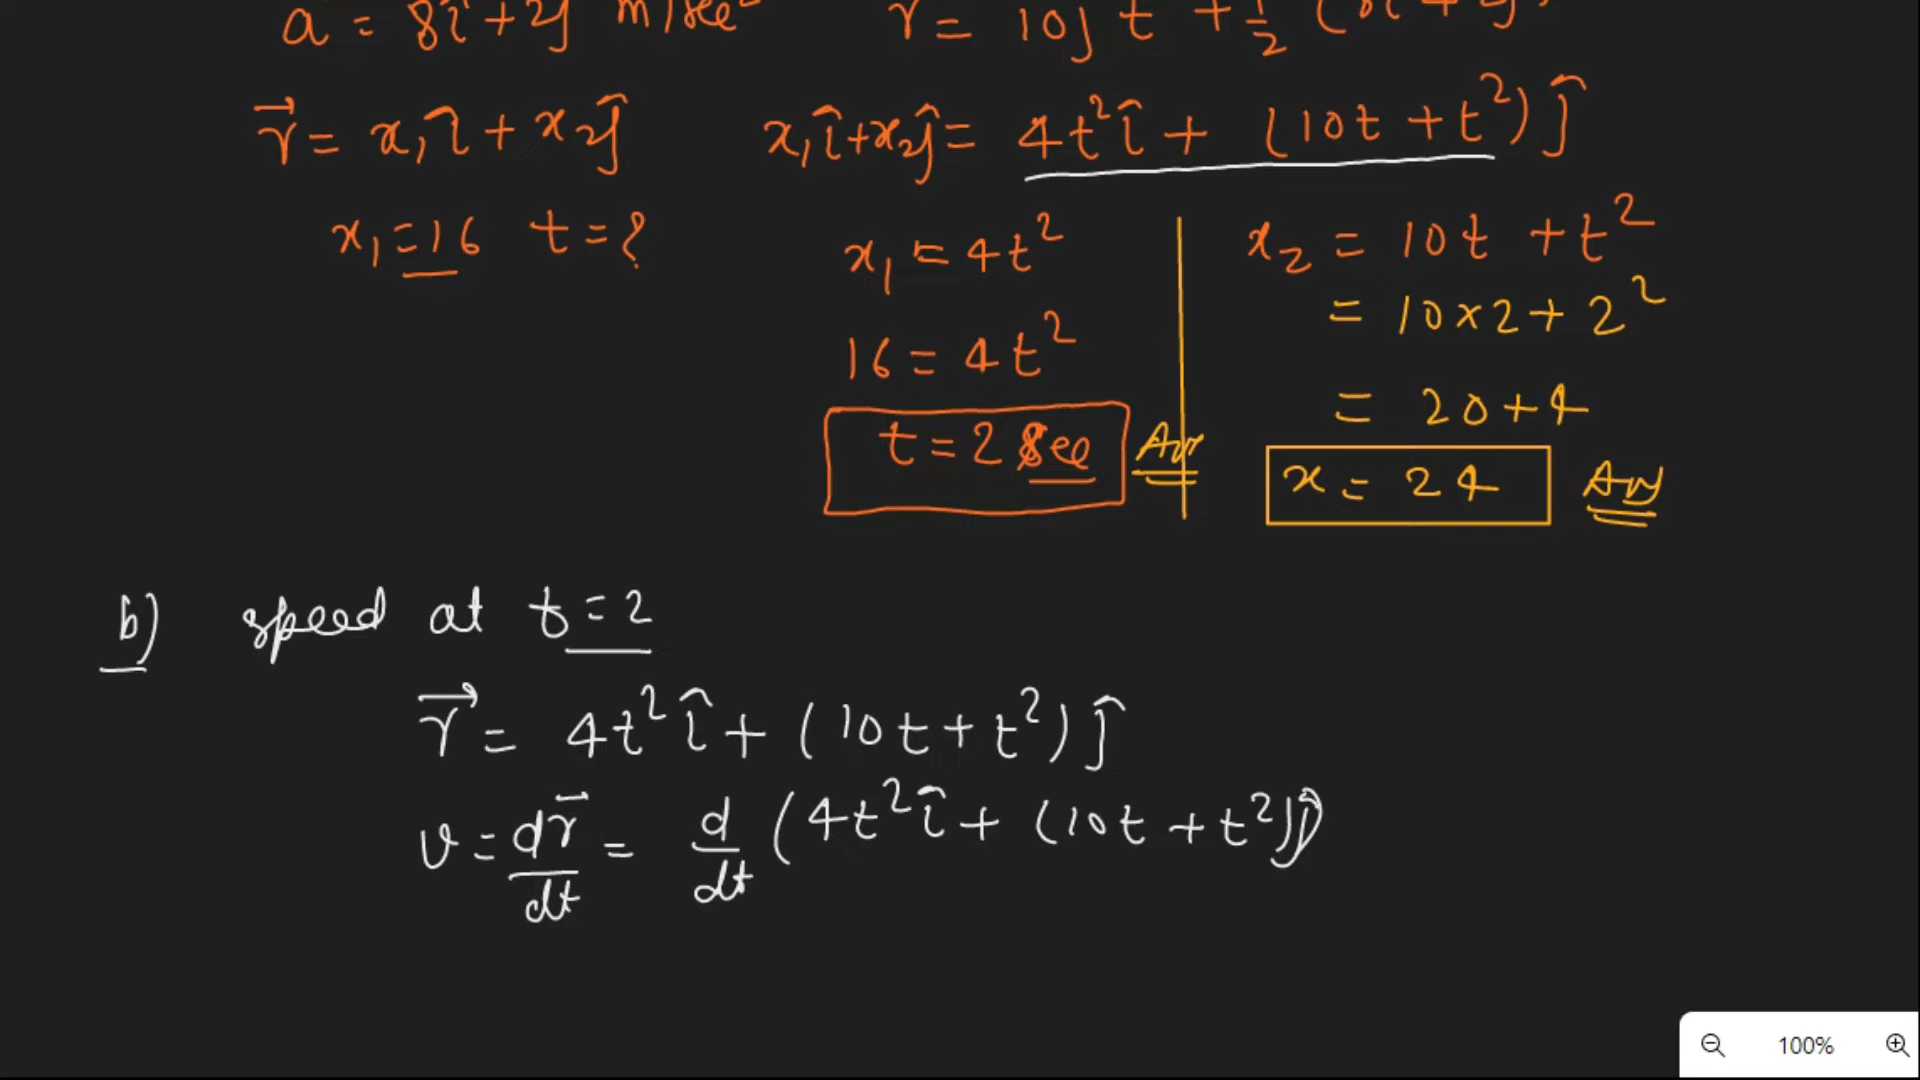 a = 8î + 2ĵ m/sec²
r = 10ĵ t + 1/2 (8î + 2ĵ)
r⃗ = x₁î + x₂ĵ
x₁î + x₂ĵ = 4t²î + (10t + t²)ĵ
x₁ = 16 t = ?
x₁ = 4t²
16 = 4t²
t = 2 sec Ans
x₂ = 10t + t²
= 10×2 + 2²
= 20 + 4
x = 24 Ans
b) speed at t = 2
r⃗ = 4t²î + (10t + t²)ĵ
v = dr⃗/dt = d/dt (4t²î + (10t + t²)ĵ)
100%